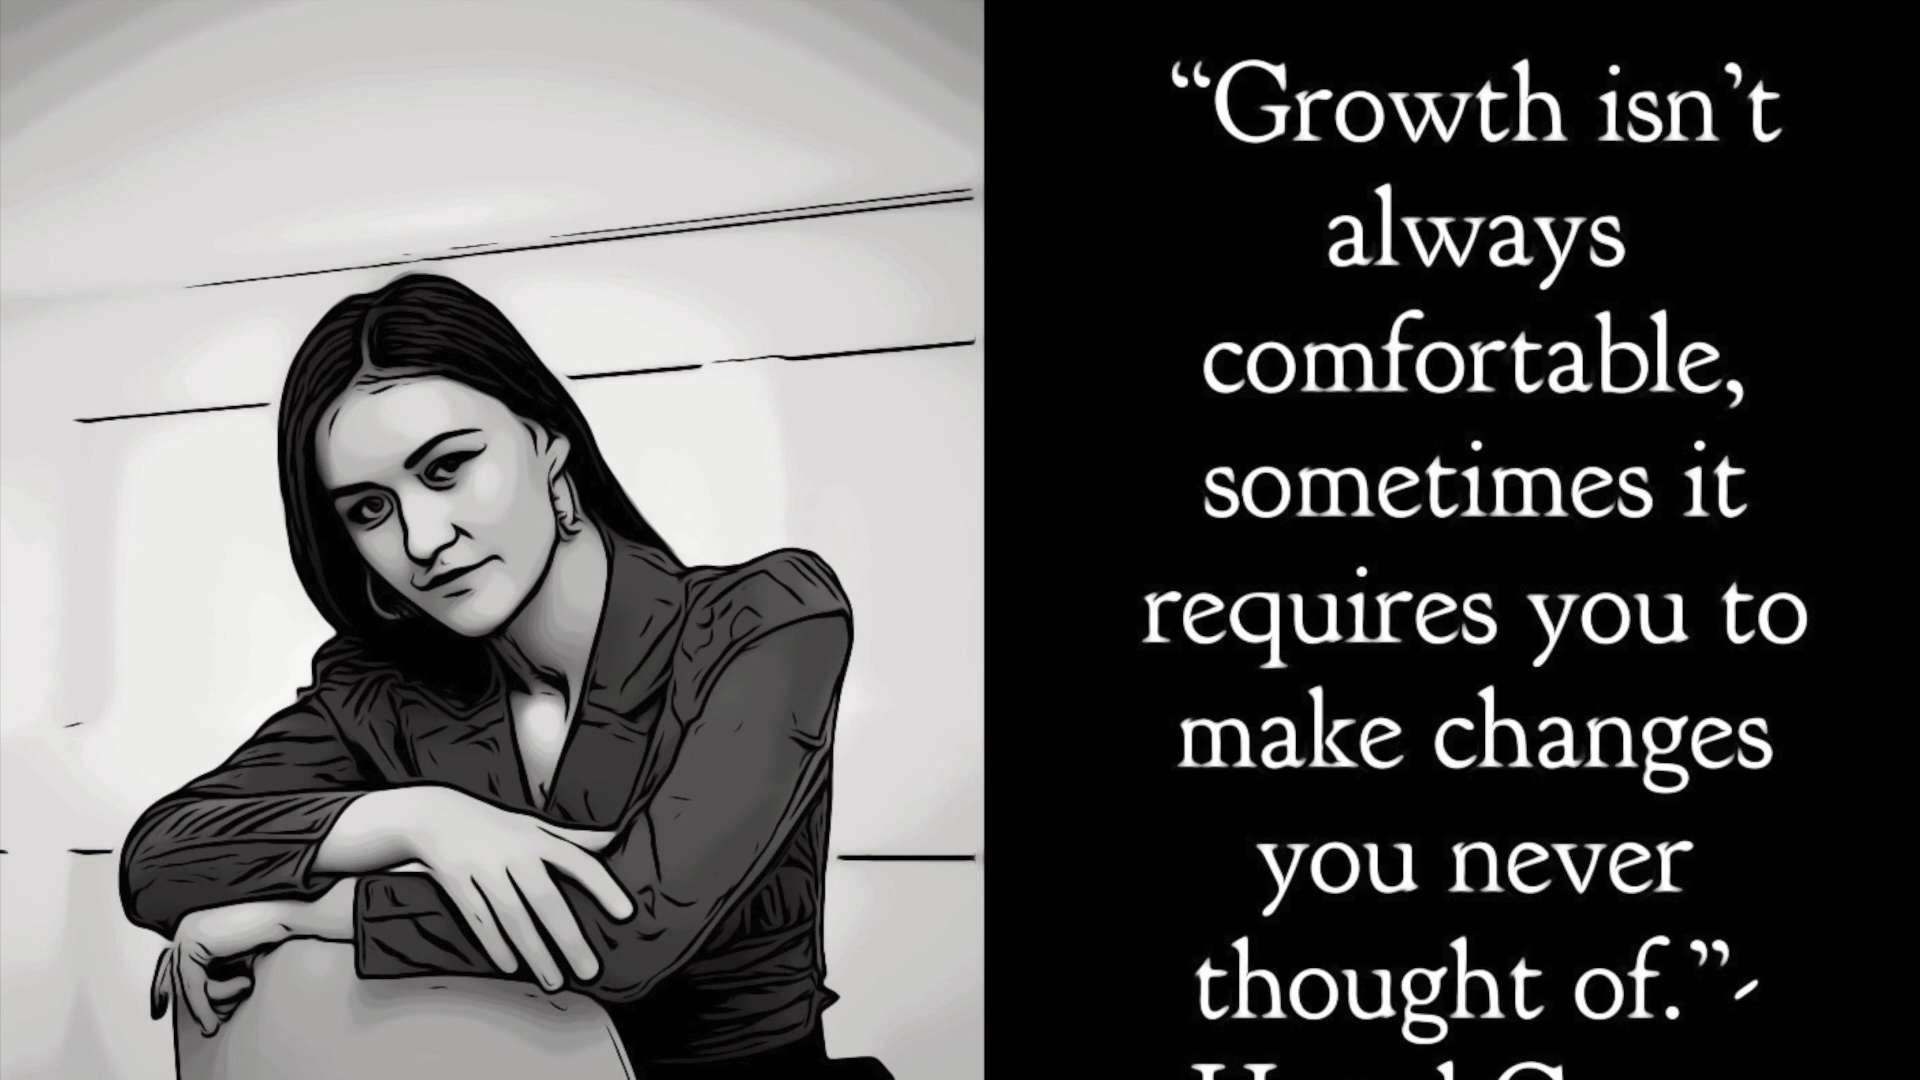 “Growth isn’t
always
comfortable,
sometimes it
requires you to
make changes
you never
thought of.”-